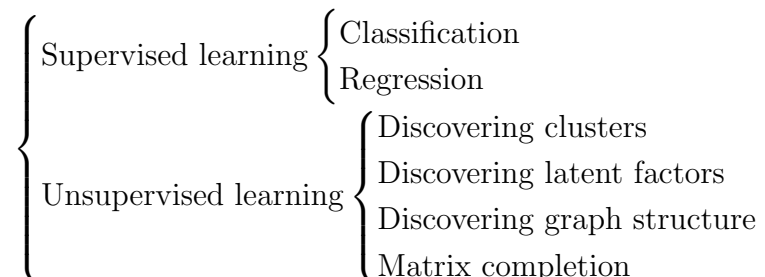 Supervised learning
Classification
Regression
Unsupervised learning
Discovering clusters
Discovering latent factors
Discovering graph structure
Matrix completion